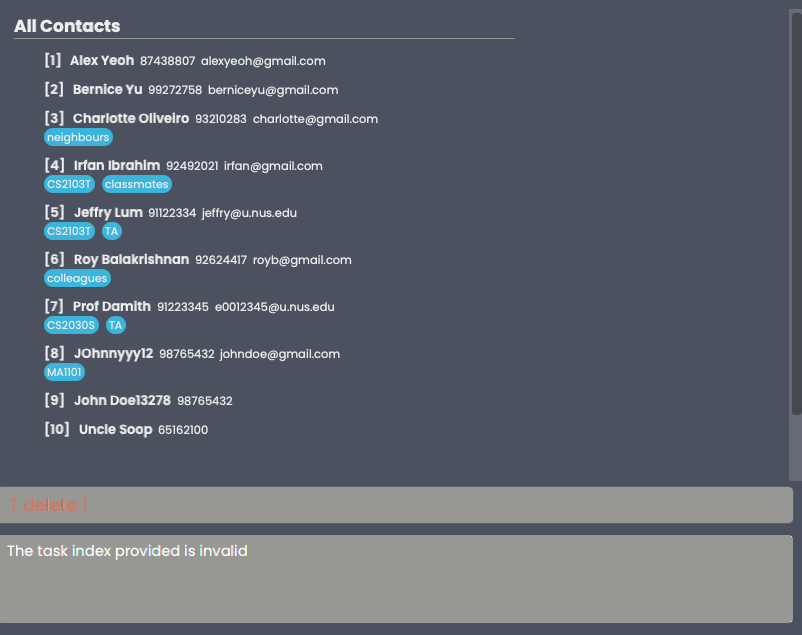 All Contacts
[1] Alex Yeoh 87438807 alexyeoh@gmail.com
[2] Bernice Yu 99272758 berniceyu@gmail.com
[3] Charlotte Oliveiro 93210283 charlotte@gmail.com
neighbours
[4] Irfan Ibrahim 92492021 irfan@gmail.com
CS2103T classmates
[5] Jeffry Lum 91122334 jeffry@u.nus.edu
CS2103T TA
[6] Roy Balakrishnan 92624417 royb@gmail.com
colleagues
[7] Prof Damith 91223345 e0012345@u.nus.edu
CS2030S TA
[8] JOhnnyyy12 98765432 johndoe@gmail.com
MA1101
[9] John Doe13278 98765432
[10] Uncle Soop 65162100
T delete 1
The task index provided is invalid